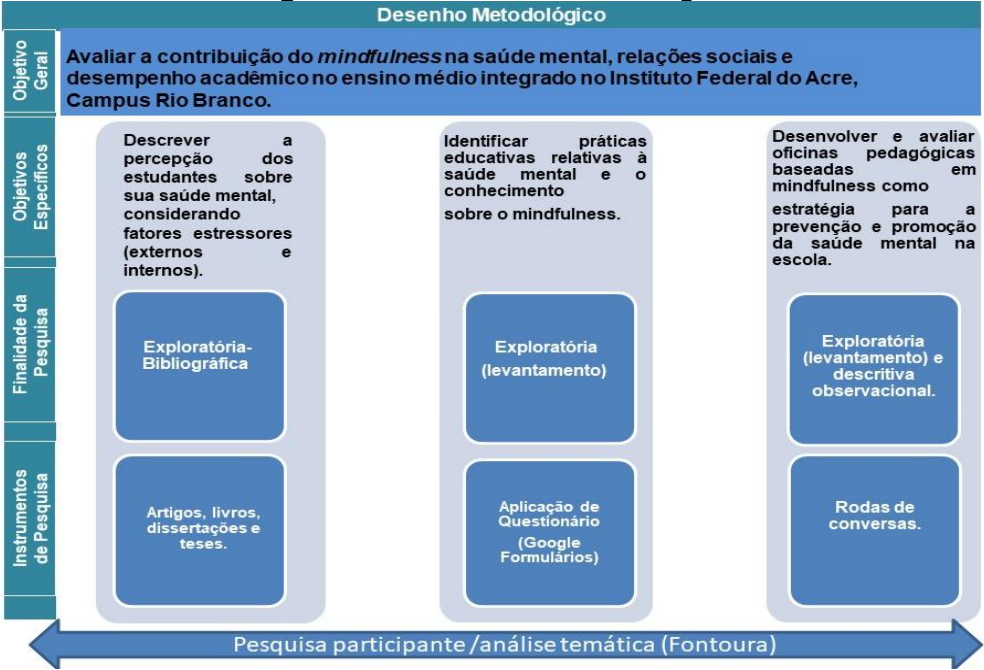 Desenho Metodológico
Objetivo
Geral
Avaliar a contribuição do mindfulness na saúde mental, relações sociais e
desempenho acadêmico no ensino médio integrado no Instituto Federal do Acre,
Campus Rio Branco.
Objetivos
Específicos
Descrever a
percepção dos
estudantes sobre
sua saúde mental,
considerando
fatores estressores
(externos e
internos).
Identificar práticas
educativas relativas à
saúde mental e o
conhecimento
sobre o mindfulness.
Desenvolver e avaliar
oficinas pedagógicas
baseadas em
mindfulness como
estratégia para a
prevenção e promoção
da saúde mental na
escola.
Finalidade da
Pesquisa
Exploratória-
Bibliográfica
Exploratória
(levantamento)
Exploratória
(levantamento) e
descritiva
observacional.
Instrumentos
de Pesquisa
Artigos, livros,
dissertações e
teses.
Aplicação de
Questionário
(Google
Formulários)
Rodas de
conversas.
Pesquisa participante /análise temática (Fontoura)